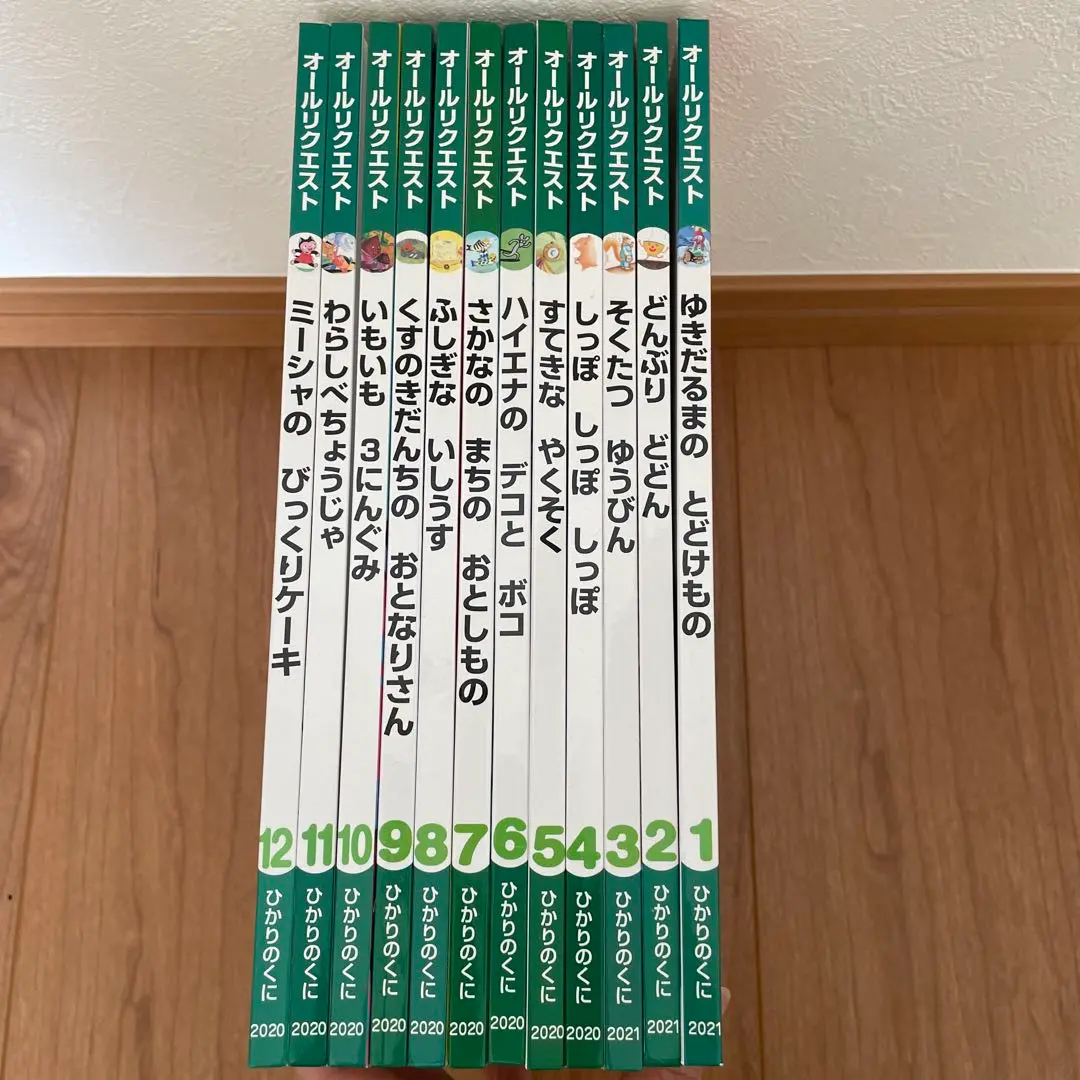 オールリクエスト
ゆきだるまの とどけもの
1
ひかりのくに
2021
オールリクエスト
どんぶり どどん
2
ひかりのくに
2021
オールリクエスト
そくたつ ゆうびん
3
ひかりのくに
2021
オールリクエスト
しっぽ しっぽ しっぽ
4
ひかりのくに
2020
オールリクエスト
すてきな やくそく
5
ひかりのくに
2020
オールリクエスト
ハイエナの デコと ボコ
6
ひかりのくに
2020
オールリクエスト
さかなの まちの おとしもの
7
ひかりのくに
2020
オールリクエスト
ふしぎな いしうす
8
ひかりのくに
2020
オールリクエスト
くすのきだんちの おとなりさん
9
ひかりのくに
2020
オールリクエスト
いもいも 3にんぐみ
10
ひかりのくに
2020
オールリクエスト
わらしべちょうじゃ
11
ひかりのくに
2020
オールリクエスト
ミーシャの びっくりケーキ
12
ひかりのくに
2020